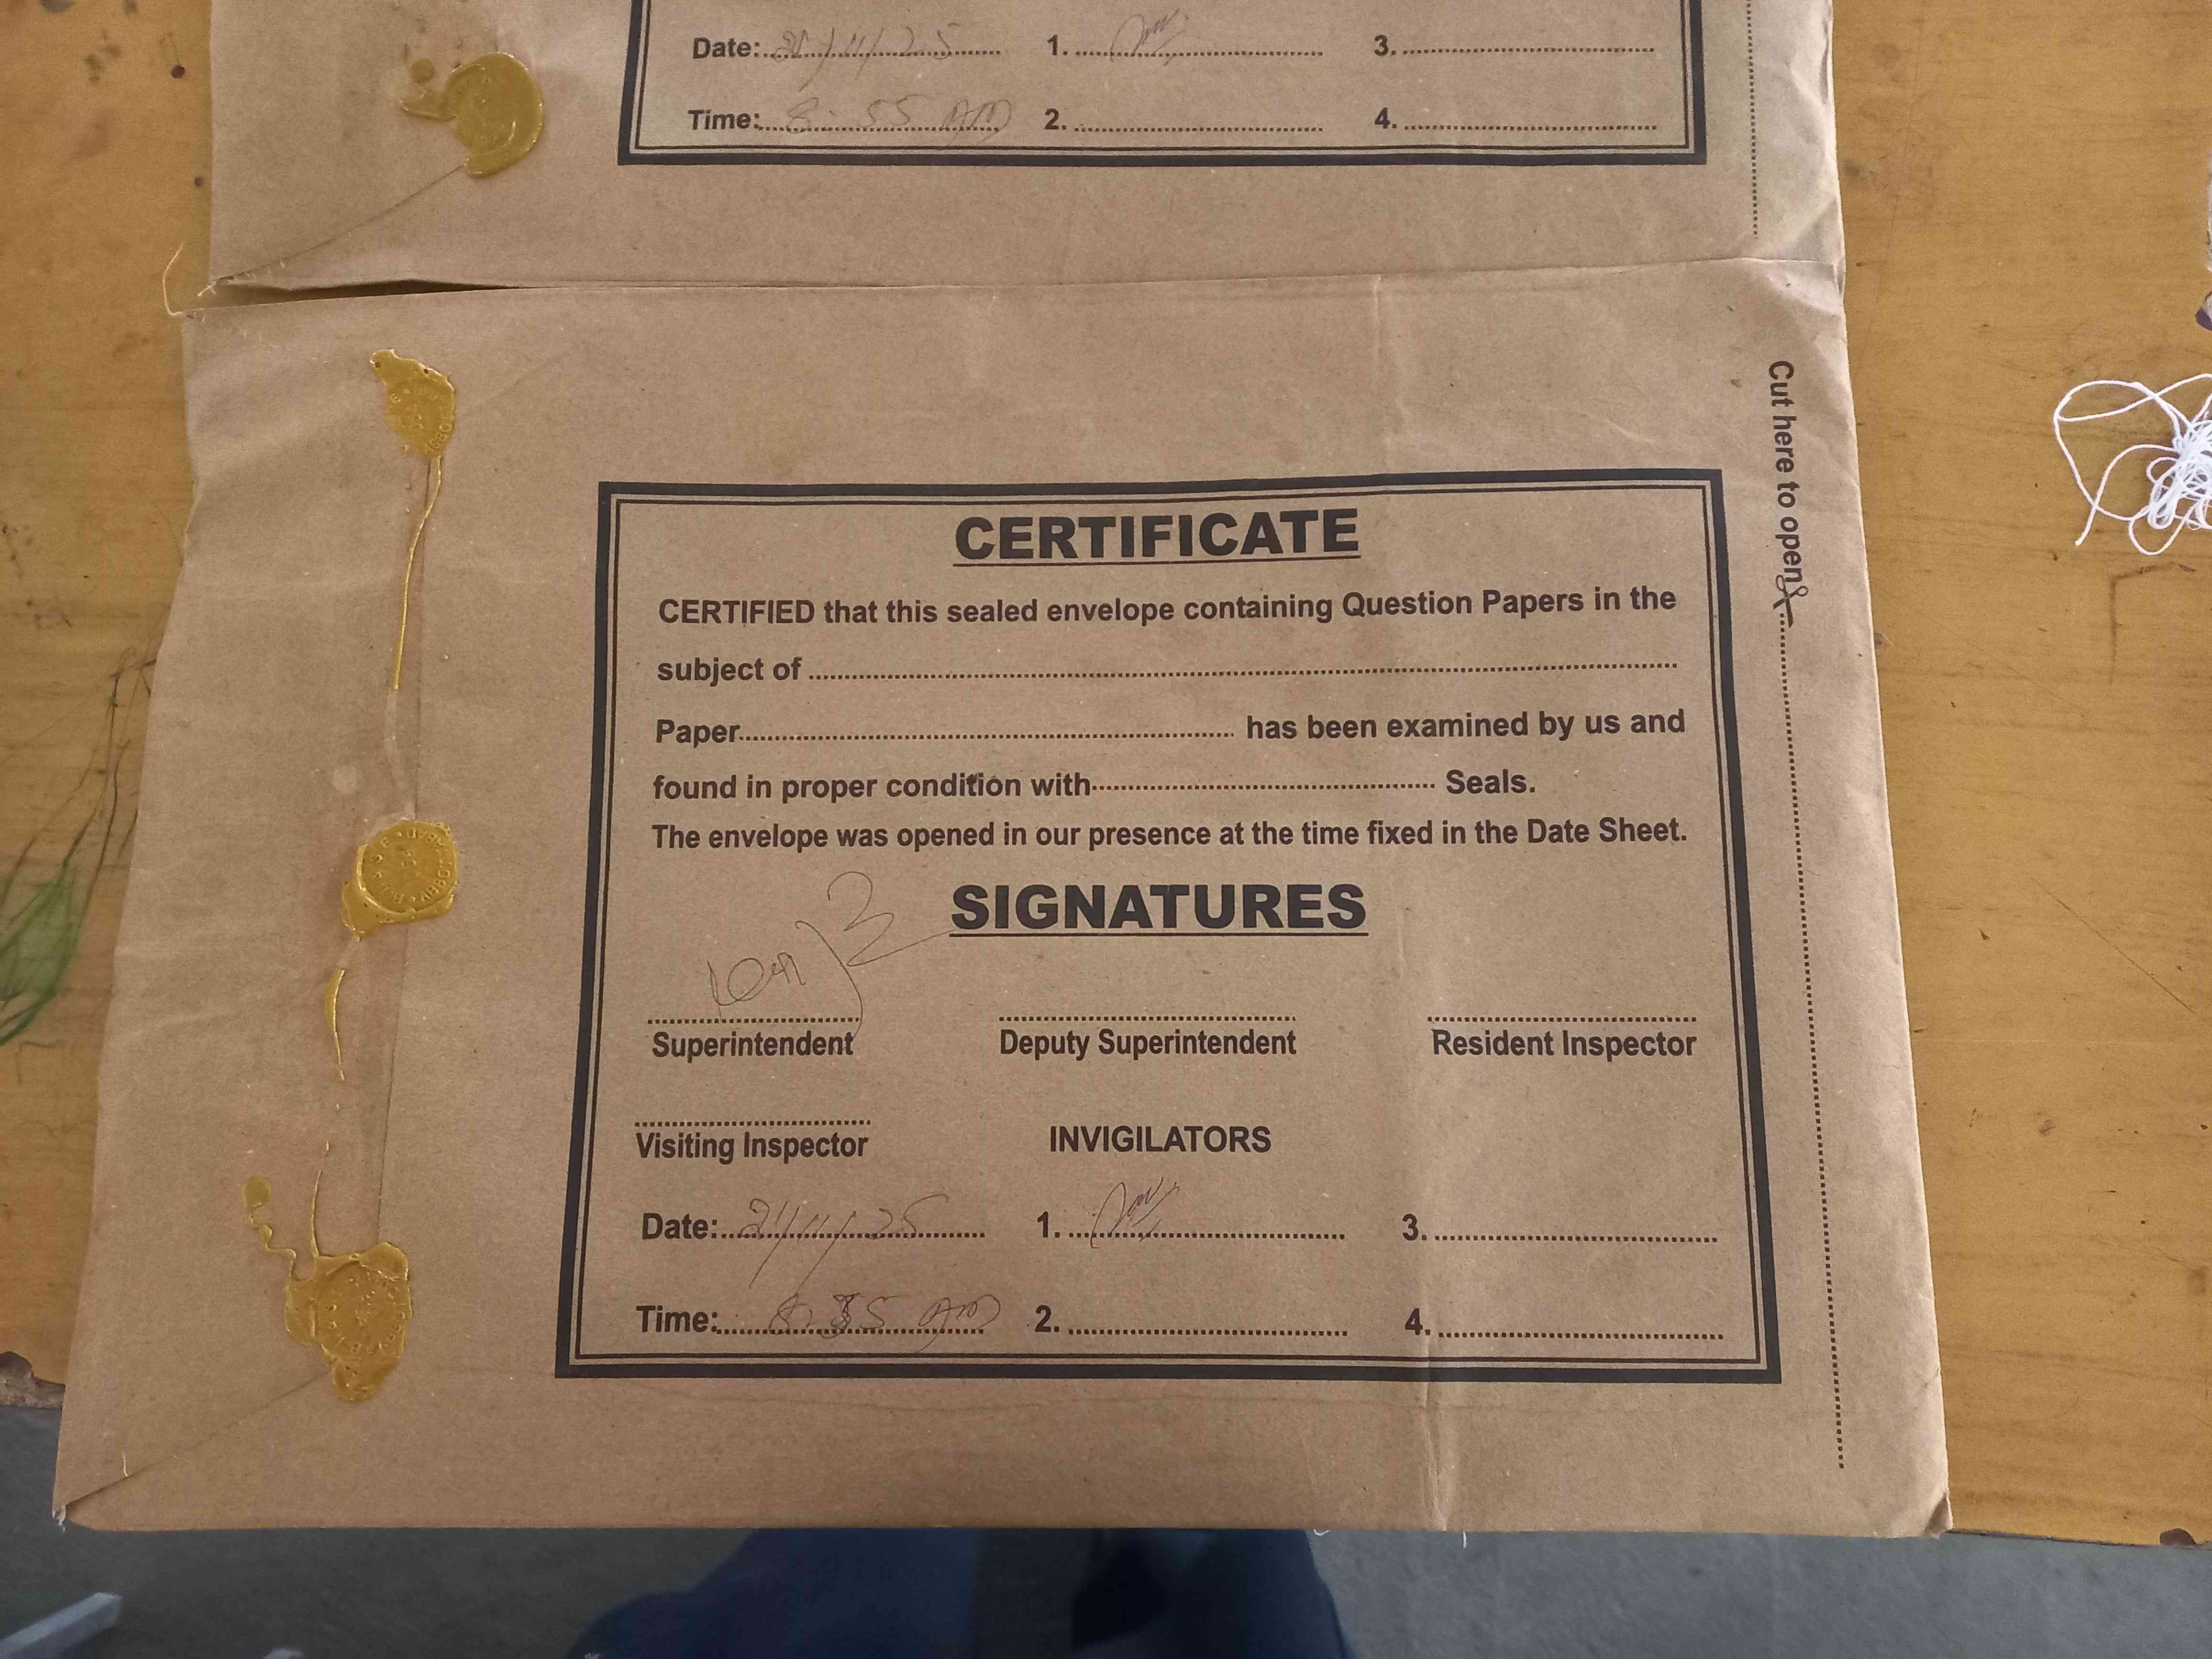 Date: 21/11/25 1. 3.
Time: 8:55 AM 2. 4.
Cut here to open
CERTIFICATE
CERTIFIED that this sealed envelope containing Question Papers in the
subject of
Paper has been examined by us and
found in proper condition with Seals.
The envelope was opened in our presence at the time fixed in the Date Sheet.
SIGNATURES
Superintendent Deputy Superintendent Resident Inspector
Visiting Inspector INVIGILATORS
Date: 21/11/25 1. 3.
Time: AM 2. 4.